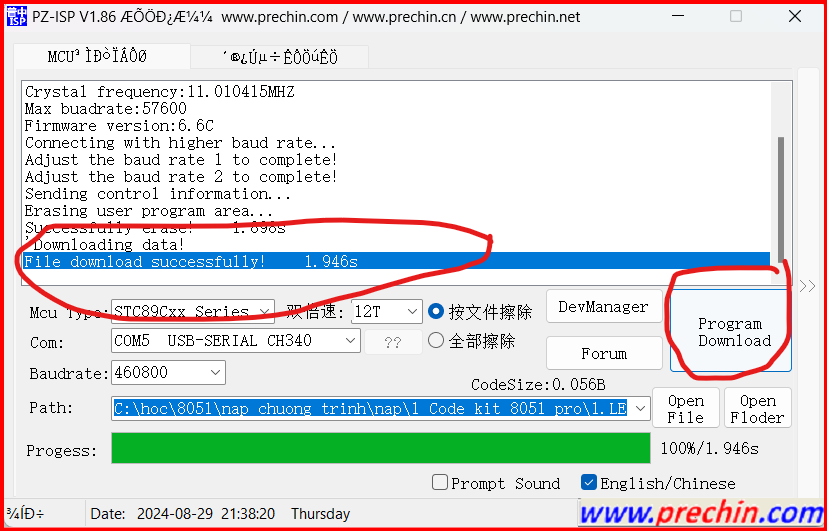 PZ-ISP V1.86 ÆÕÖÐ¿Æ¼¼ www.prechin.com / www.prechin.cn / www.prechin.net
MCU³ÌÐòÏÂÔØ
´®¿Úµ÷ÊÔÖúÊÖ
Crystal frequency:11.010415MHZ
Max buadrate:57600
Firmware version:6.6C
Connecting with higher baud rate...
Adjust the baud rate 1 to complete!
Adjust the baud rate 2 to complete!
Sending control information...
Erasing user program area...
Successfully erase! 1.898s
Downloading data!
File download successfully! 1.946s
Mcu Type: STC89Cxx Series 双倍速: 12T 按文件擦除 DevManager
Program
Download
Com: COM5 USB-SERIAL CH340 ?? 全部擦除 Forum
Baudrate: 460800
CodeSize:0.056B
Path: C:\hoc\8051\nap chuong trinh\nap\1 Code kit 8051 pro\1.LE
Open
File
Open
Floder
Progess: 100%/1.946s
Prompt Sound English/Chinese
¾ÍÐ÷ Date: 2024-08-29 21:38:20 Thursday www.prechin.com